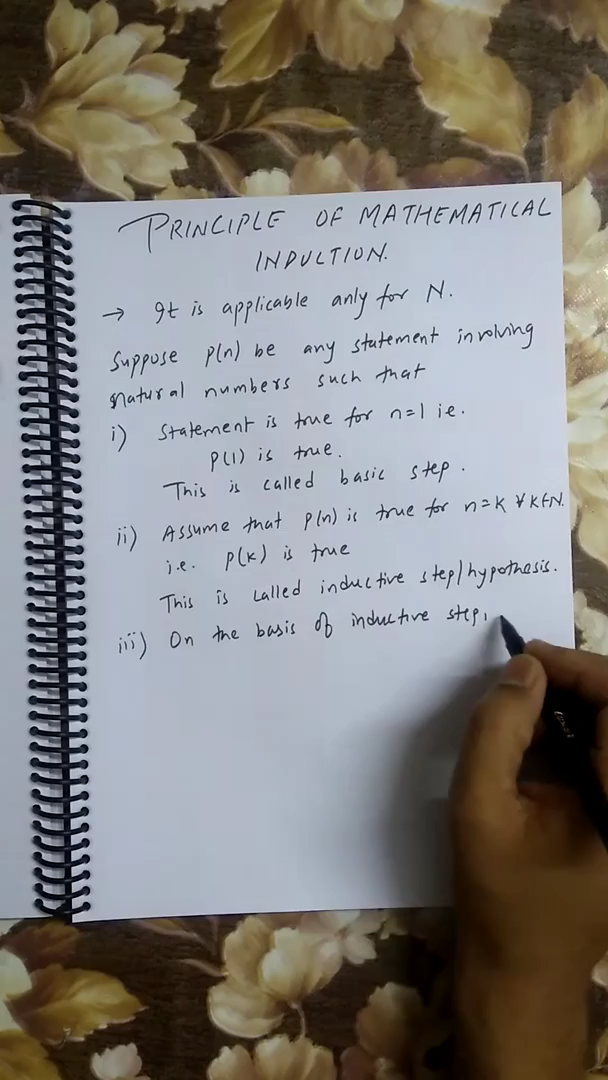 PRINCIPLE OF MATHEMATICAL
INDUCTION.
→ It is applicable only for N.
Suppose P(n) be any statement involving
natural numbers such that
i) Statement is true for n=1 ie.
P(1) is true.
This is called basic step.
ii) Assume that P(n) is true for n=k ∀ k∈N.
i.e. P(k) is true
This is called inductive step/hypothesis.
iii) On the basis of inductive step,